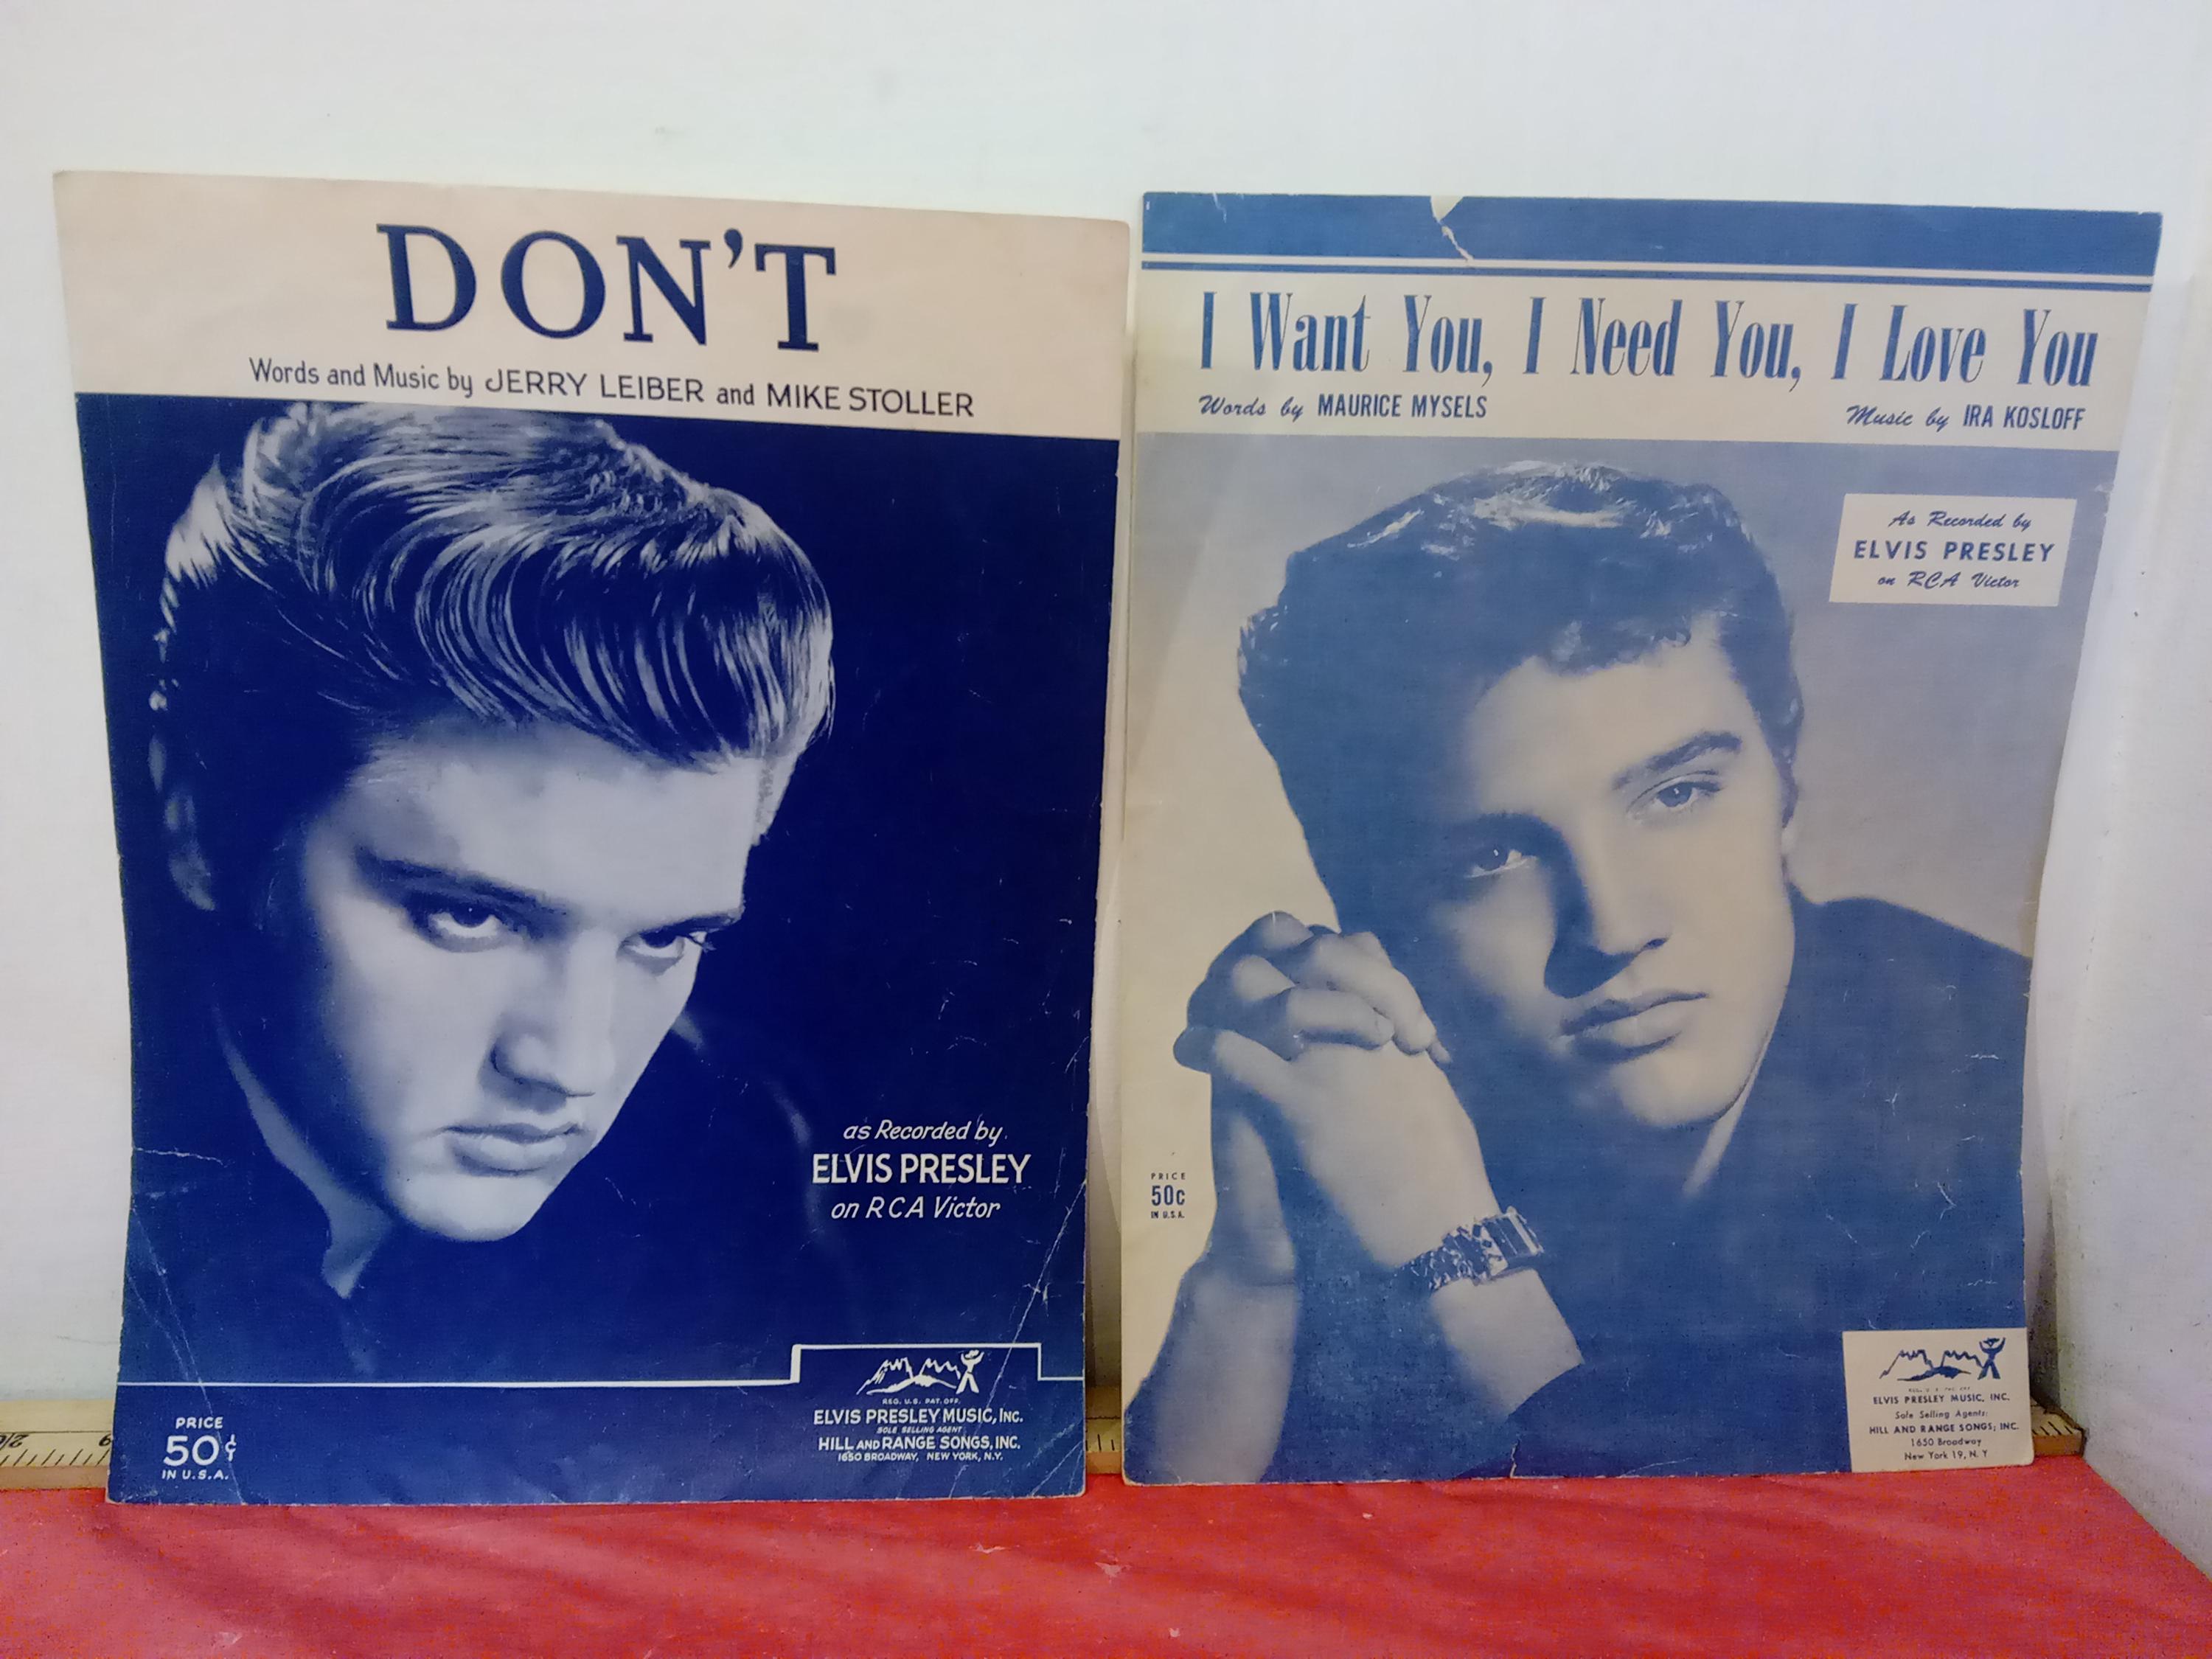 DON'T
Words and Music by JERRY LEIBER and MIKE STOLLER
as Recorded by
ELVIS PRESLEY
on RCA Victor
PRICE
50¢
IN U.S.A.
REG. U.S. PAT. OFF.
ELVIS PRESLEY MUSIC, INC.
SOLE SELLING AGENT
HILL AND RANGE SONGS, INC.
1650 BROADWAY, NEW YORK, N.Y.
I Want You, I Need You, I Love You
Words by MAURICE MYSELS Music by IRA KOSLOFF
As Recorded by
ELVIS PRESLEY
on RCA Victor
PRICE
50c
IN U.S.A.
ELVIS PRESLEY MUSIC, INC.
Sole Selling Agents:
HILL AND RANGE SONGS, INC.
1650 Broadway
New York 19, N. Y